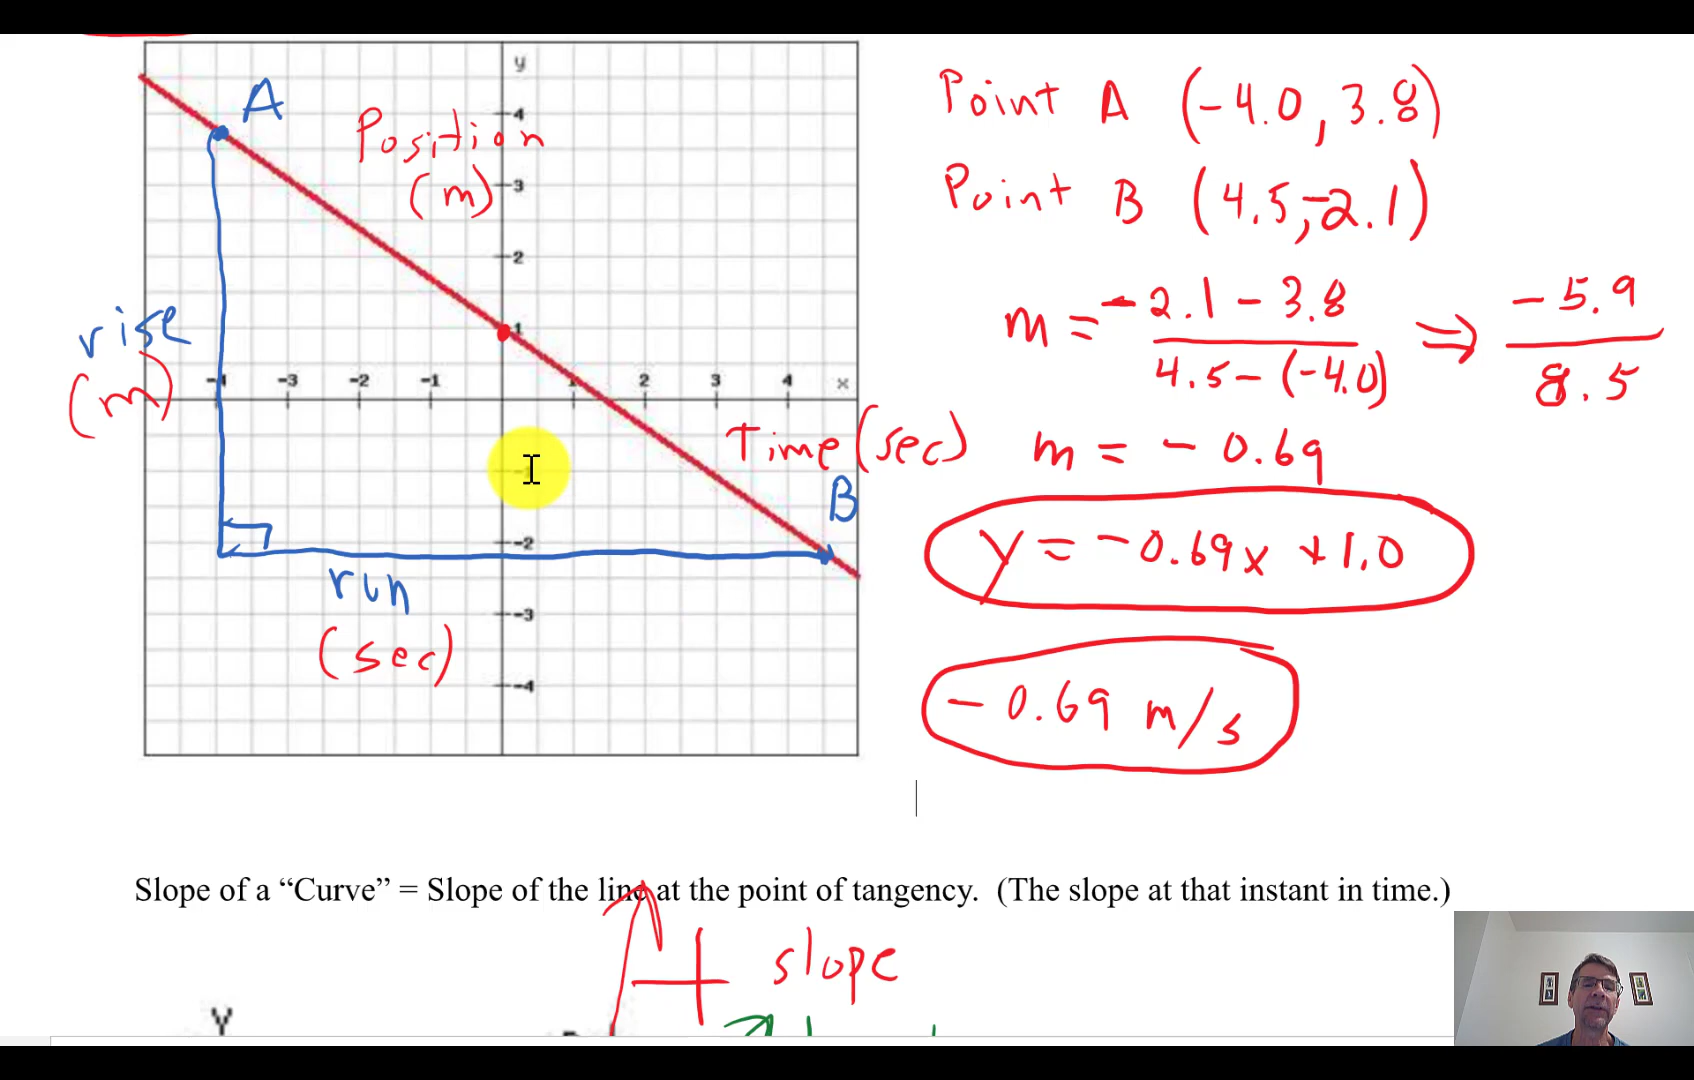 y
A
Position
(m)
4
3
2
1
-4 -3 -2 -1 2 3 4 x
rise
(m)
Time (sec)
B
-2
run
(sec)
-3
-4
Point A (-4.0, 3.8)
Point B (4.5, -2.1)
m = -2.1 - 3.8 / 4.5 - (-4.0) ⇒ -5.9 / 8.5
m = - 0.69
y = -0.69x + 1.0
- 0.69 m/s
Slope of a “Curve” = Slope of the line at the point of tangency. (The slope at that instant in time.)
+ slope
Y